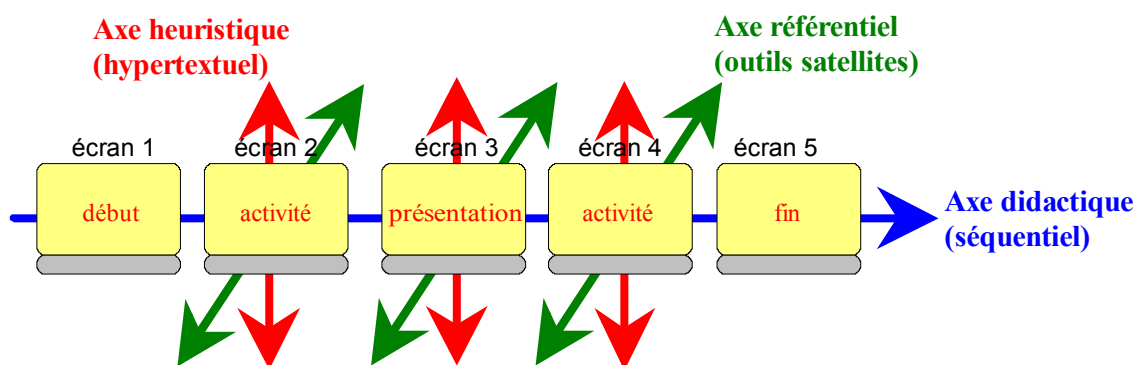 Axe heuristique
(hypertextuel)
Axe référentiel
(outils satellites)
écran 1
écran 2
écran 3
écran 4
écran 5
début
activité
présentation
activité
fin
Axe didactique
(séquentiel)